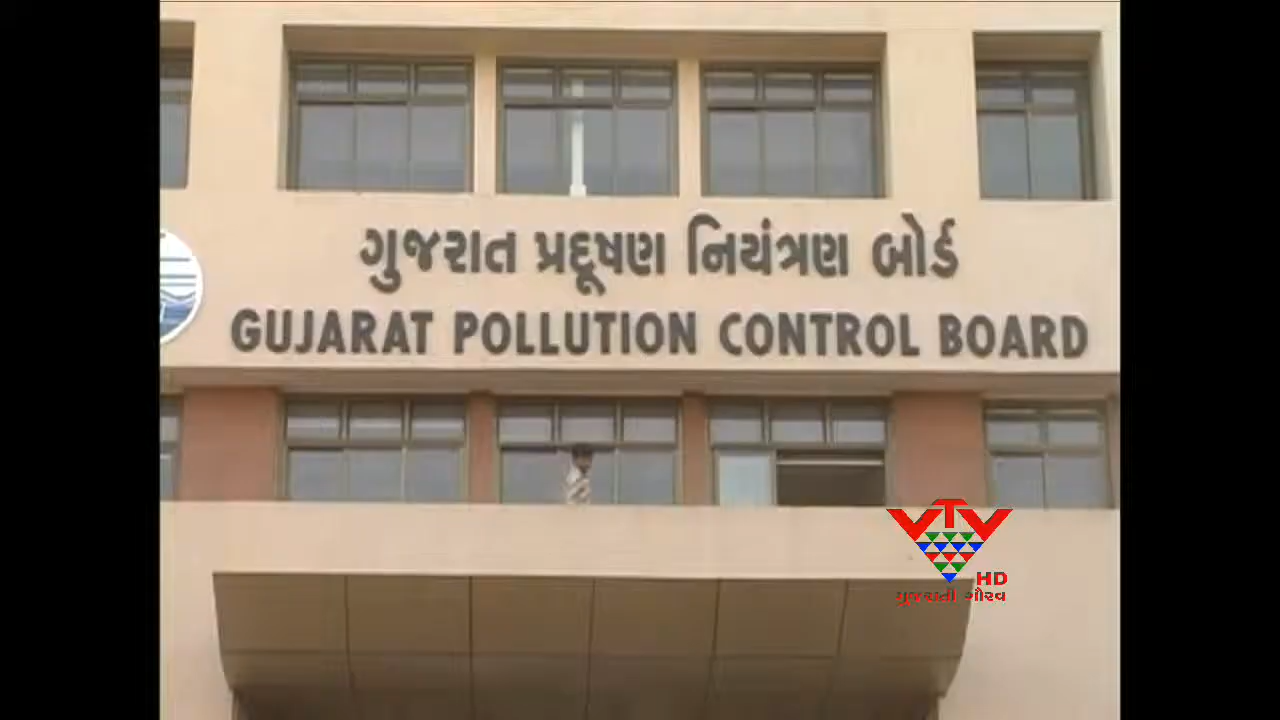 ગુજરાત પ્રદૂષણ નિયંત્રણ બોર્ડ
GUJARAT POLLUTION CONTROL BOARD
VTV
HD
ગુજરાતી ગૌરવ